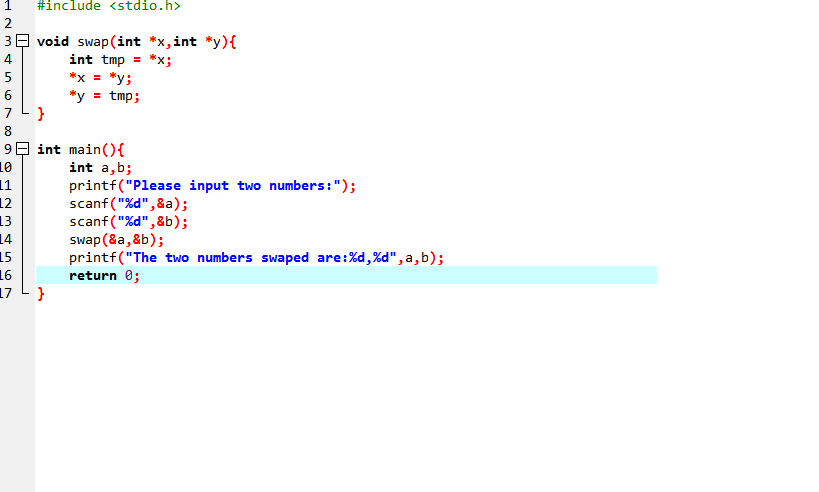 1 #include <stdio.h>
2
3 void swap(int *x,int *y){
4     int tmp = *x;
5     *x = *y;
6     *y = tmp;
7 }
8
9 int main(){
10     int a,b;
11     printf("Please input two numbers:");
12     scanf("%d",&a);
13     scanf("%d",&b);
14     swap(&a,&b);
15     printf("The two numbers swaped are:%d,%d",a,b);
16     return 0;
17 }